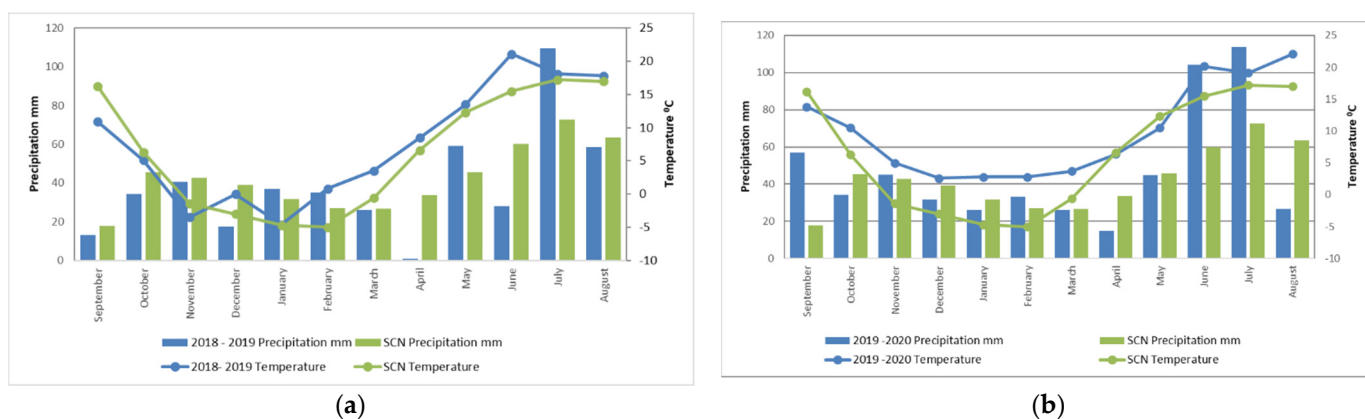 120
100
80
60
40
20
0
Precipitation mm
25
20
15
10
5
0
-5
-10
Temperature ⁰C
September
October
November
December
January
February
March
April
May
June
July
August
2018 - 2019 Precipitation mm
SCN Precipitation mm
2018- 2019 Temperature
SCN Temperature
(a)
120
100
80
60
40
20
0
Precipitation mm
25
20
15
10
5
0
-5
-10
Temperature ⁰C
September
October
November
December
January
February
March
April
May
June
July
August
2019 -2020 Precipitation mm
SCN Precipitation mm
2019 -2020 Temperature
SCN Temperature
(b)